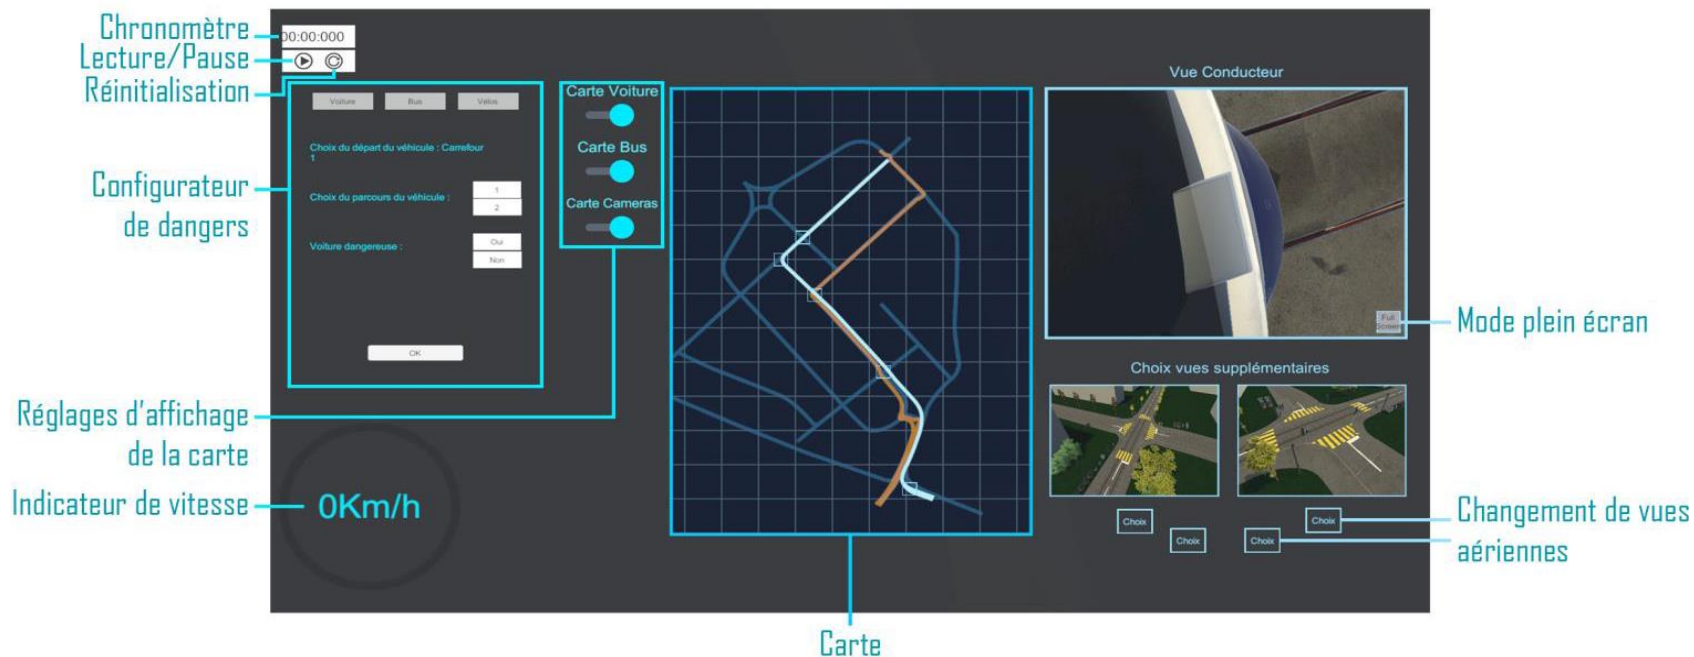 Chronomètre
00:00:000
Lecture/Pause
Réinitialisation
Configurateur
de dangers
Voiture
Bus
Velos
Choix du départ du véhicule : Carrefour
1
Choix du parcours du véhicule :
1
2
Voiture dangereuse :
Oui
Non
OK
Réglages d'affichage
de la carte
Indicateur de vitesse
0Km/h
Carte Voiture
Carte Bus
Carte Cameras
Carte
Vue Conducteur
Full
Screen
Mode plein écran
Choix vues supplémentaires
Choix
Choix
Choix
Choix
Changement de vues
aériennes